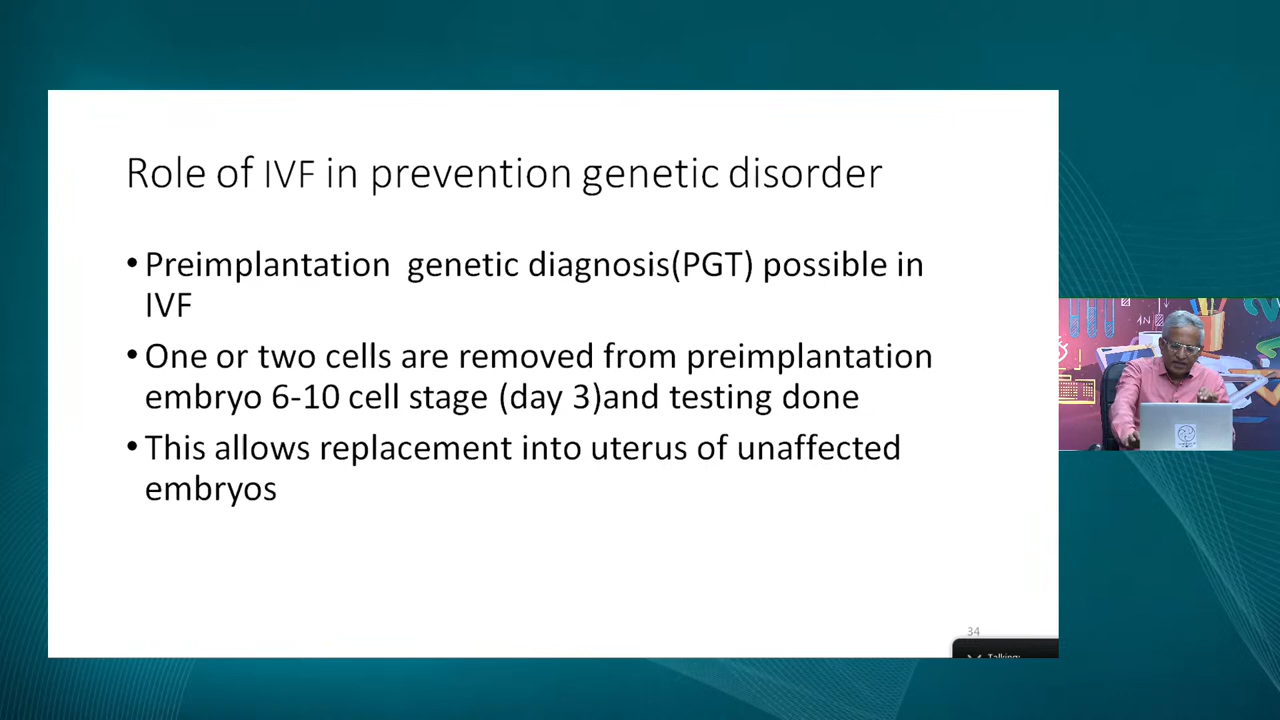 Role of IVF in prevention genetic disorder
• Preimplantation genetic diagnosis(PGT) possible in
IVF
• One or two cells are removed from preimplantation
embryo 6-10 cell stage (day 3)and testing done
• This allows replacement into uterus of unaffected
embryos
34
Talking: